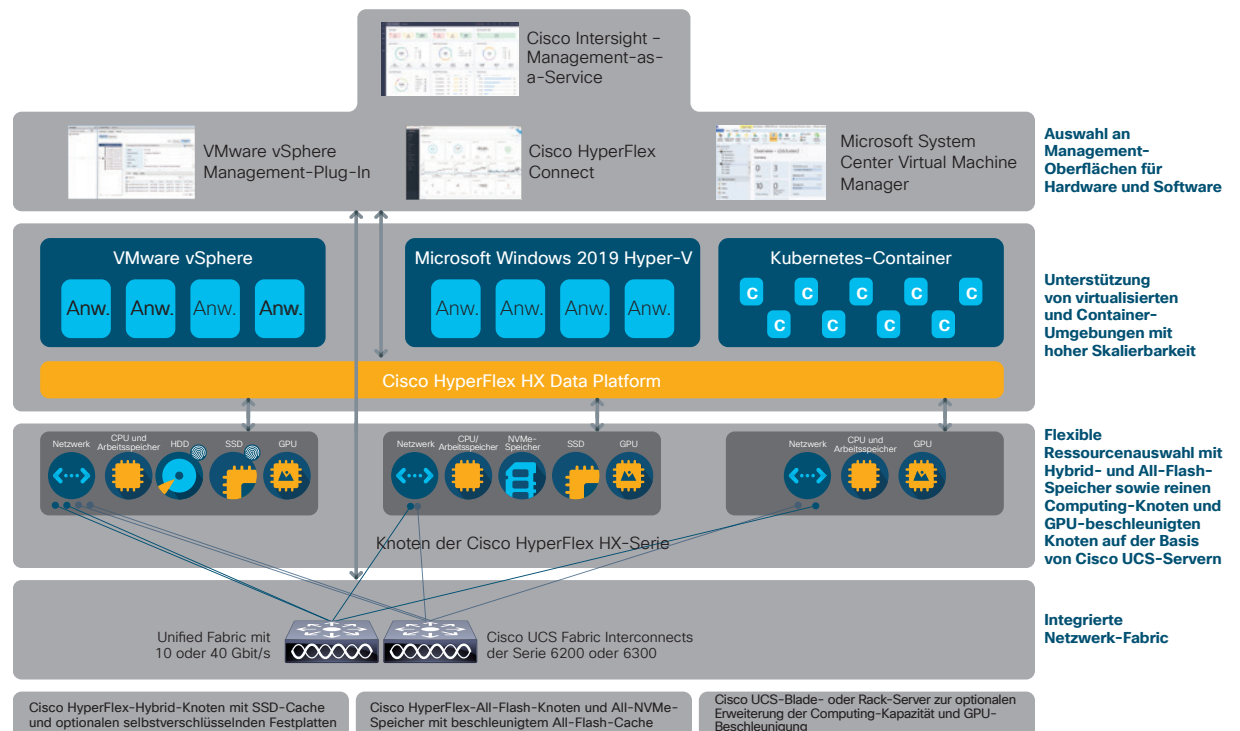 Cisco Intersight –
Management-as-
a-Service
VMware vSphere
Management-Plug-In
Cisco HyperFlex
Connect
Microsoft System
Center Virtual Machine
Manager
Auswahl an
Management-
Oberflächen für
Hardware und Software
VMware vSphere
Anw. Anw. Anw. Anw.
Microsoft Windows 2019 Hyper-V
Anw. Anw. Anw. Anw.
Kubernetes-Container
C C C C C
C C C C
Unterstützung
von virtualisierten
und Container-
Umgebungen mit
hoher Skalierbarkeit
Cisco HyperFlex HX Data Platform
Netzwerk
CPU und
Arbeitsspeicher
HDD
SSD
GPU
Netzwerk
CPU/
Arbeitsspeicher
NVMe-
Speicher
SSD
GPU
Netzwerk
CPU und
Arbeitsspeicher
GPU
Knoten der Cisco HyperFlex HX-Serie
Flexible
Ressourcenauswahl mit
Hybrid- und All-Flash-
Speicher sowie reinen
Computing-Knoten und
GPU-beschleunigten
Knoten auf der Basis
von Cisco UCS-Servern
Unified Fabric mit
10 oder 40 Gbit/s
Cisco UCS Fabric Interconnects
der Serie 6200 oder 6300
Integrierte
Netzwerk-Fabric
Cisco HyperFlex-Hybrid-Knoten mit SSD-Cache
und optionalen selbstverschlüsselnden Festplatten
Cisco HyperFlex-All-Flash-Knoten und All-NVMe-
Speicher mit beschleunigtem All-Flash-Cache
Cisco UCS-Blade- oder Rack-Server zur optionalen
Erweiterung der Computing-Kapazität und GPU-
Beschleunigung